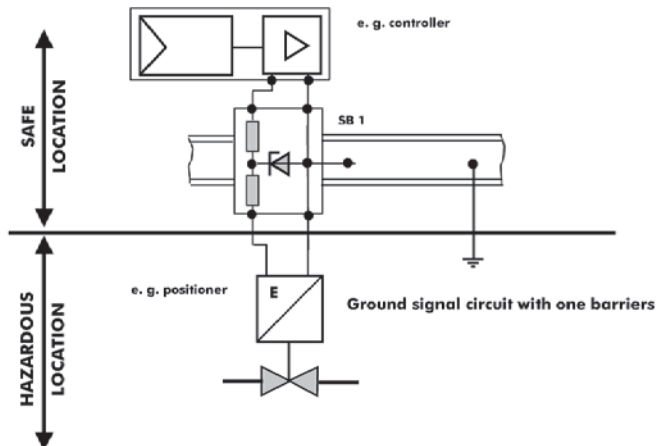 e. g. controller
SAFE
LOCATION
SB 1
HAZARDOUS
LOCATION
e. g. positioner
E
Ground signal circuit with one barriers